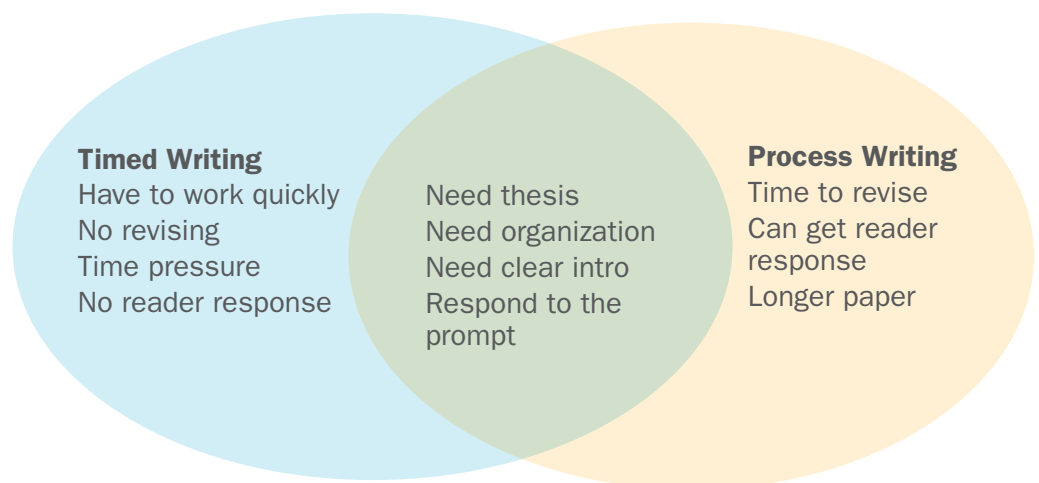 Timed Writing
Have to work quickly
No revising
Time pressure
No reader response
Need thesis
Need organization
Need clear intro
Respond to the
prompt
Process Writing
Time to revise
Can get reader
response
Longer paper